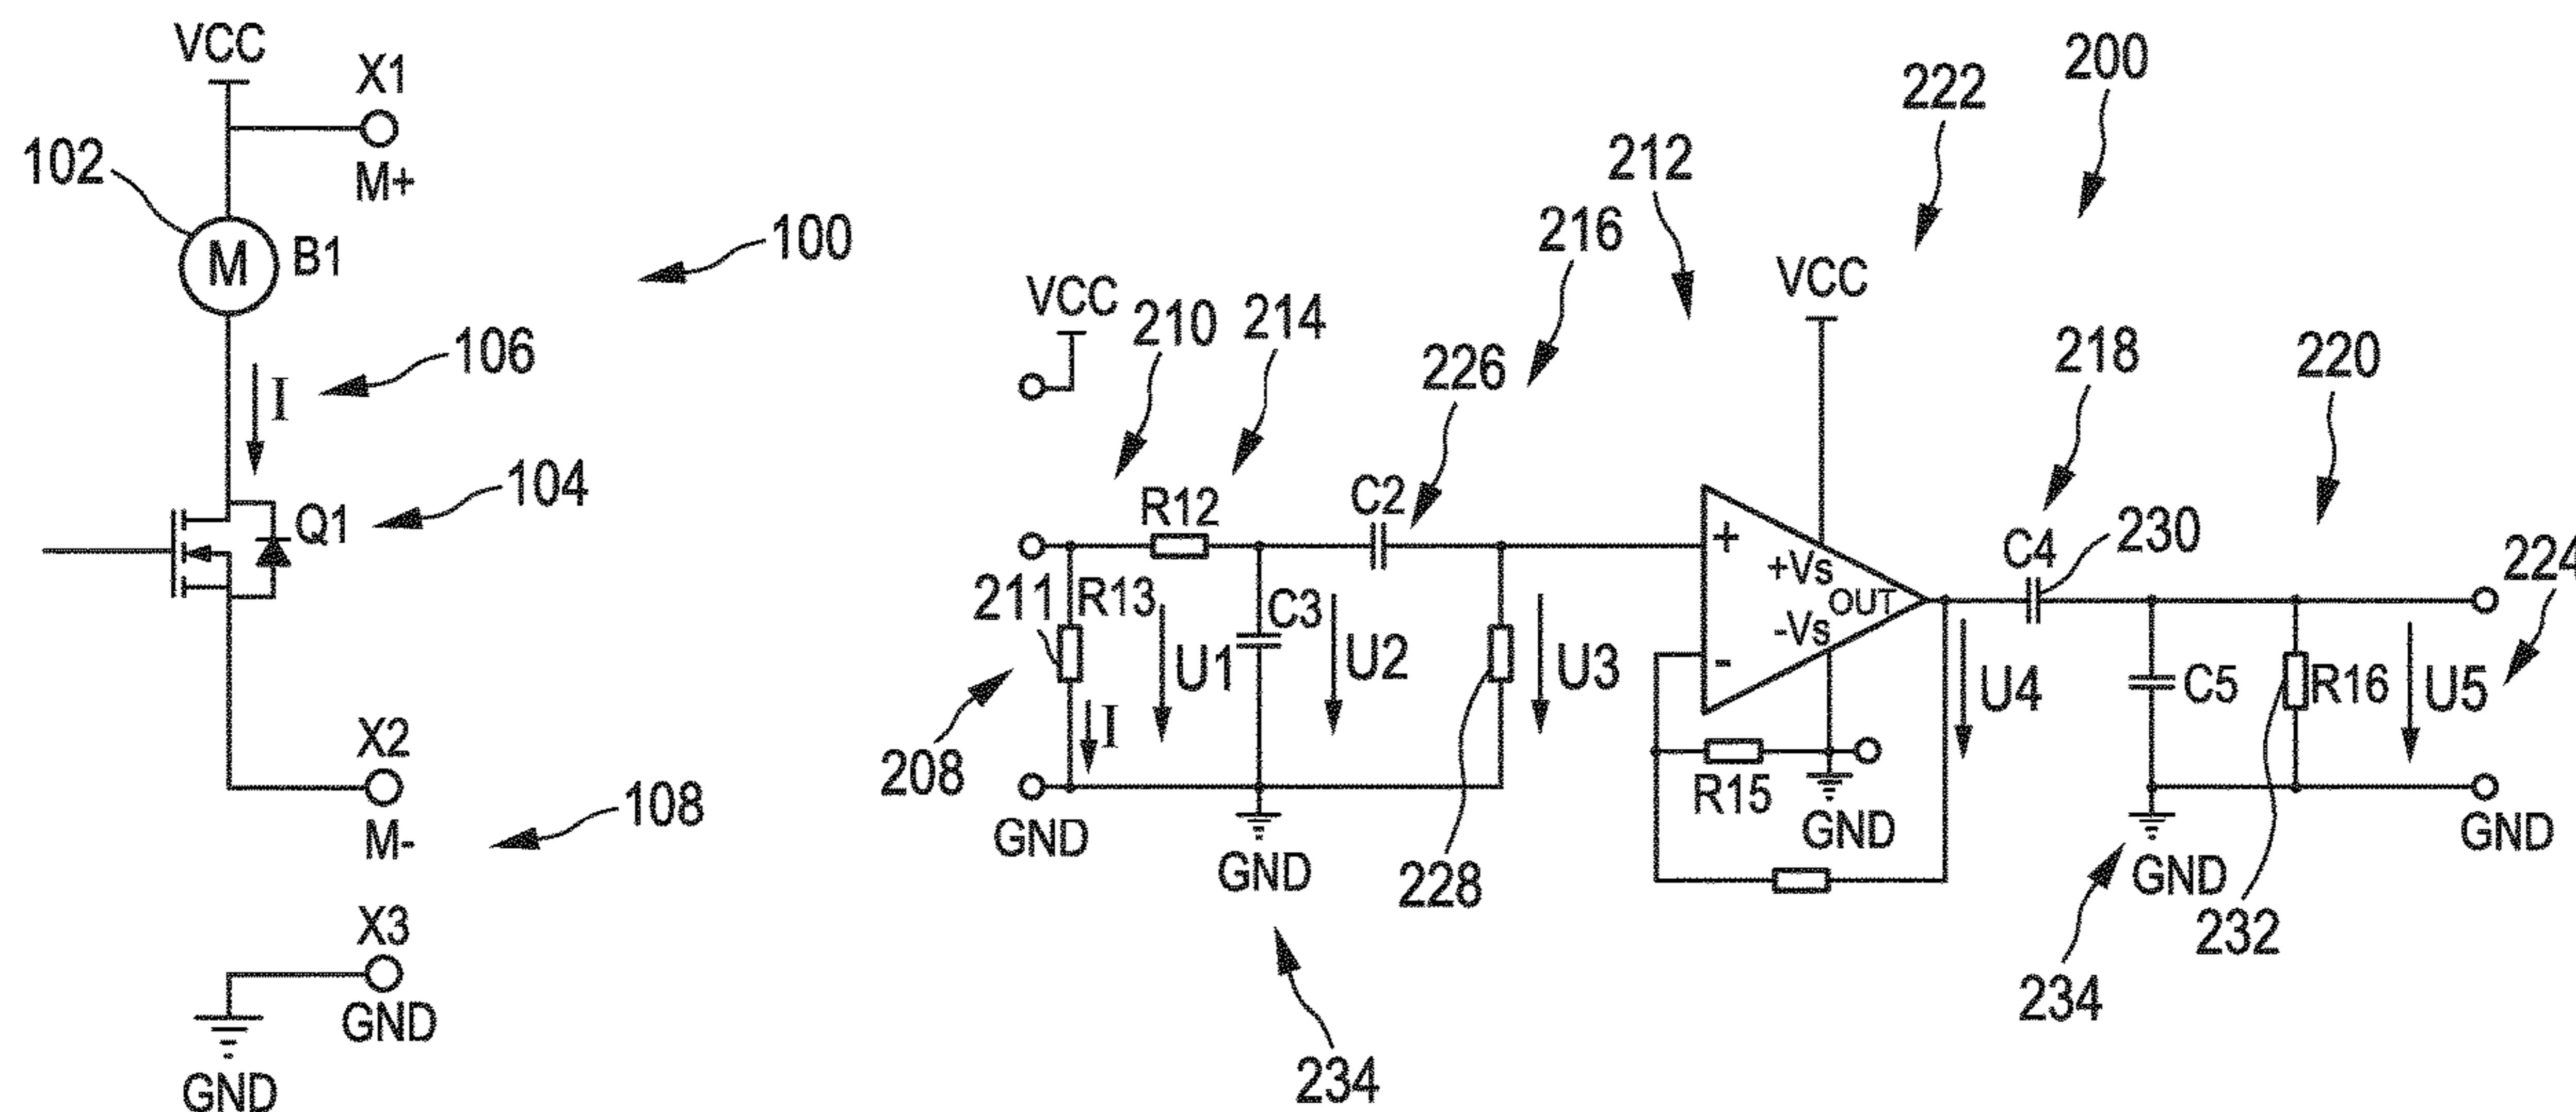 VCC
X1
M+
102
M
B1
100
106
I
Q1
104
X2
M-
108
X3
GND
GND
200
222
212
216
VCC
VCC
210
214
226
218
220
R12
C2
C4
230
224
211
R13
U1
C3
U2
U3
+
-
+Vs
OUT
-Vs
U4
C5
R16
U5
208
I
GND
GND
228
R15
GND
234
234
GND
232
GND